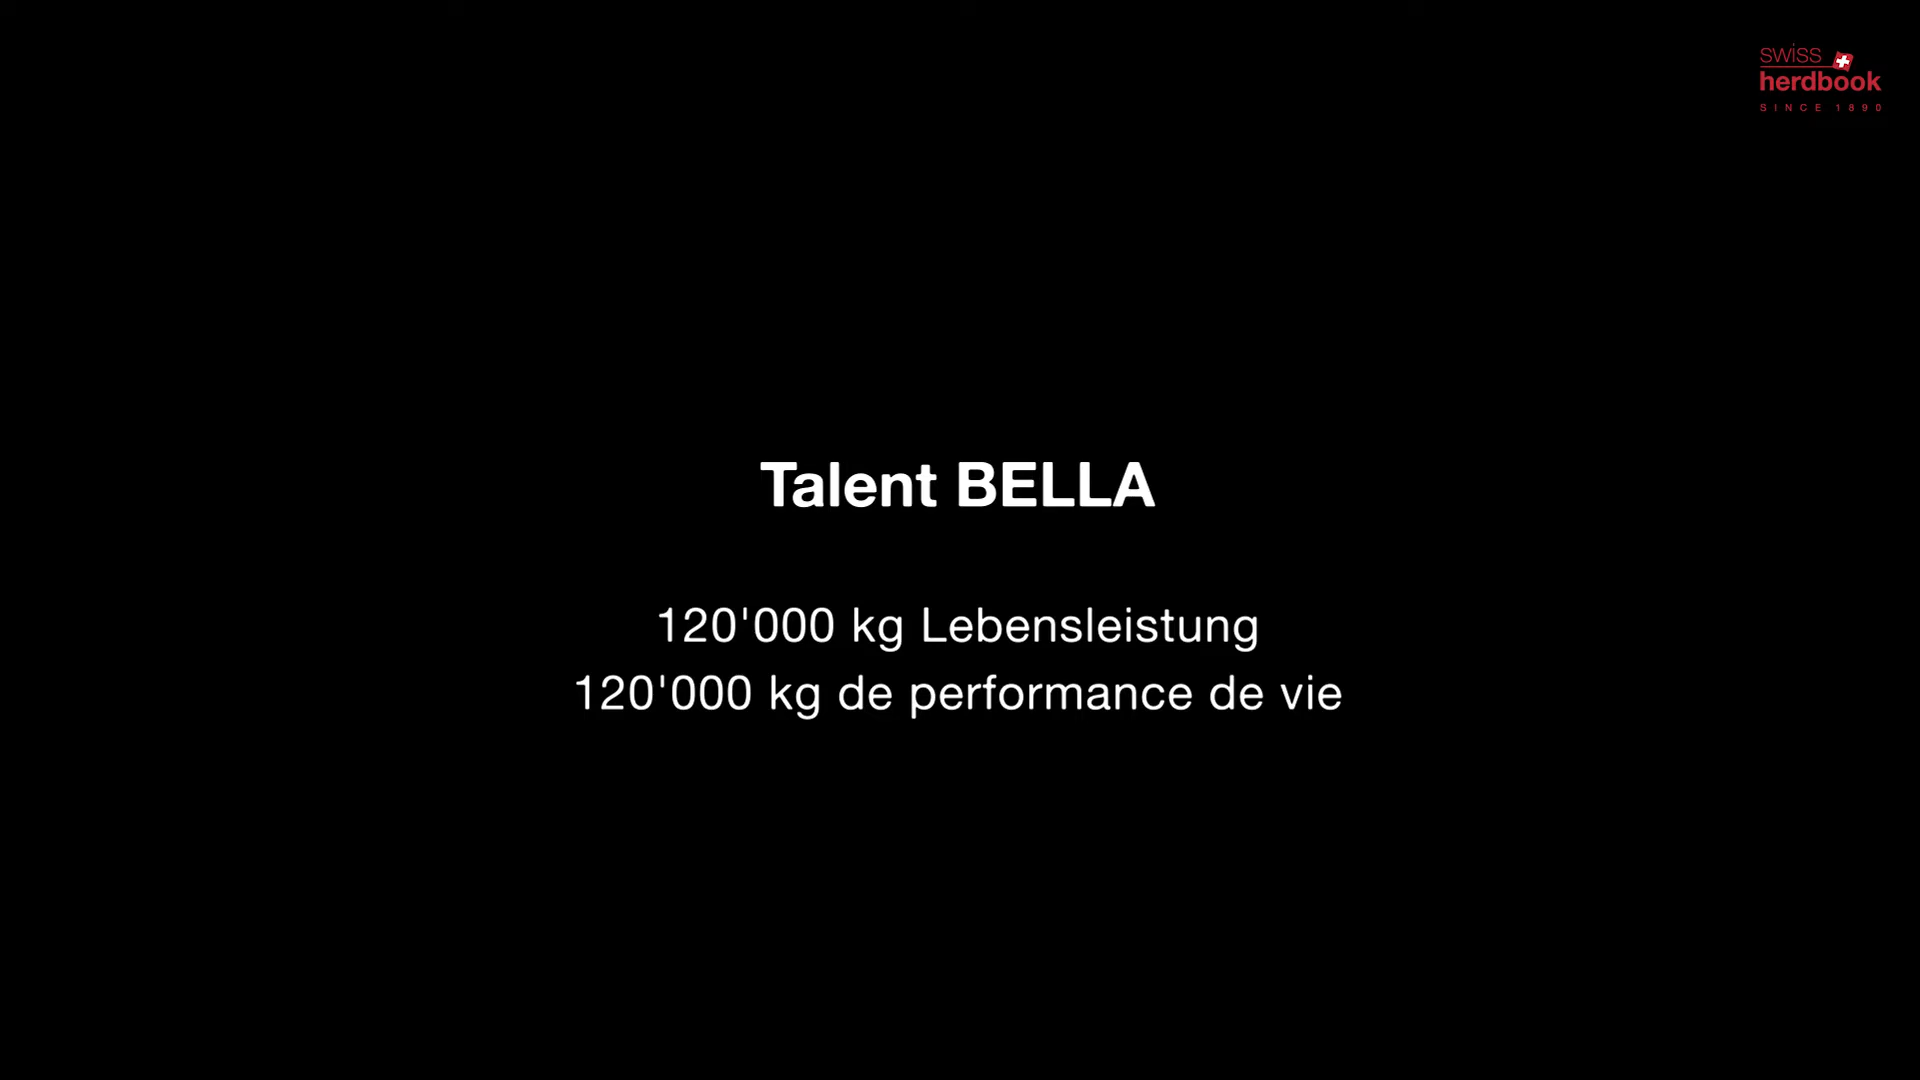 swiss
herdbook
SINCE 1890
Talent BELLA
120'000 kg Lebensleistung
120'000 kg de performance de vie